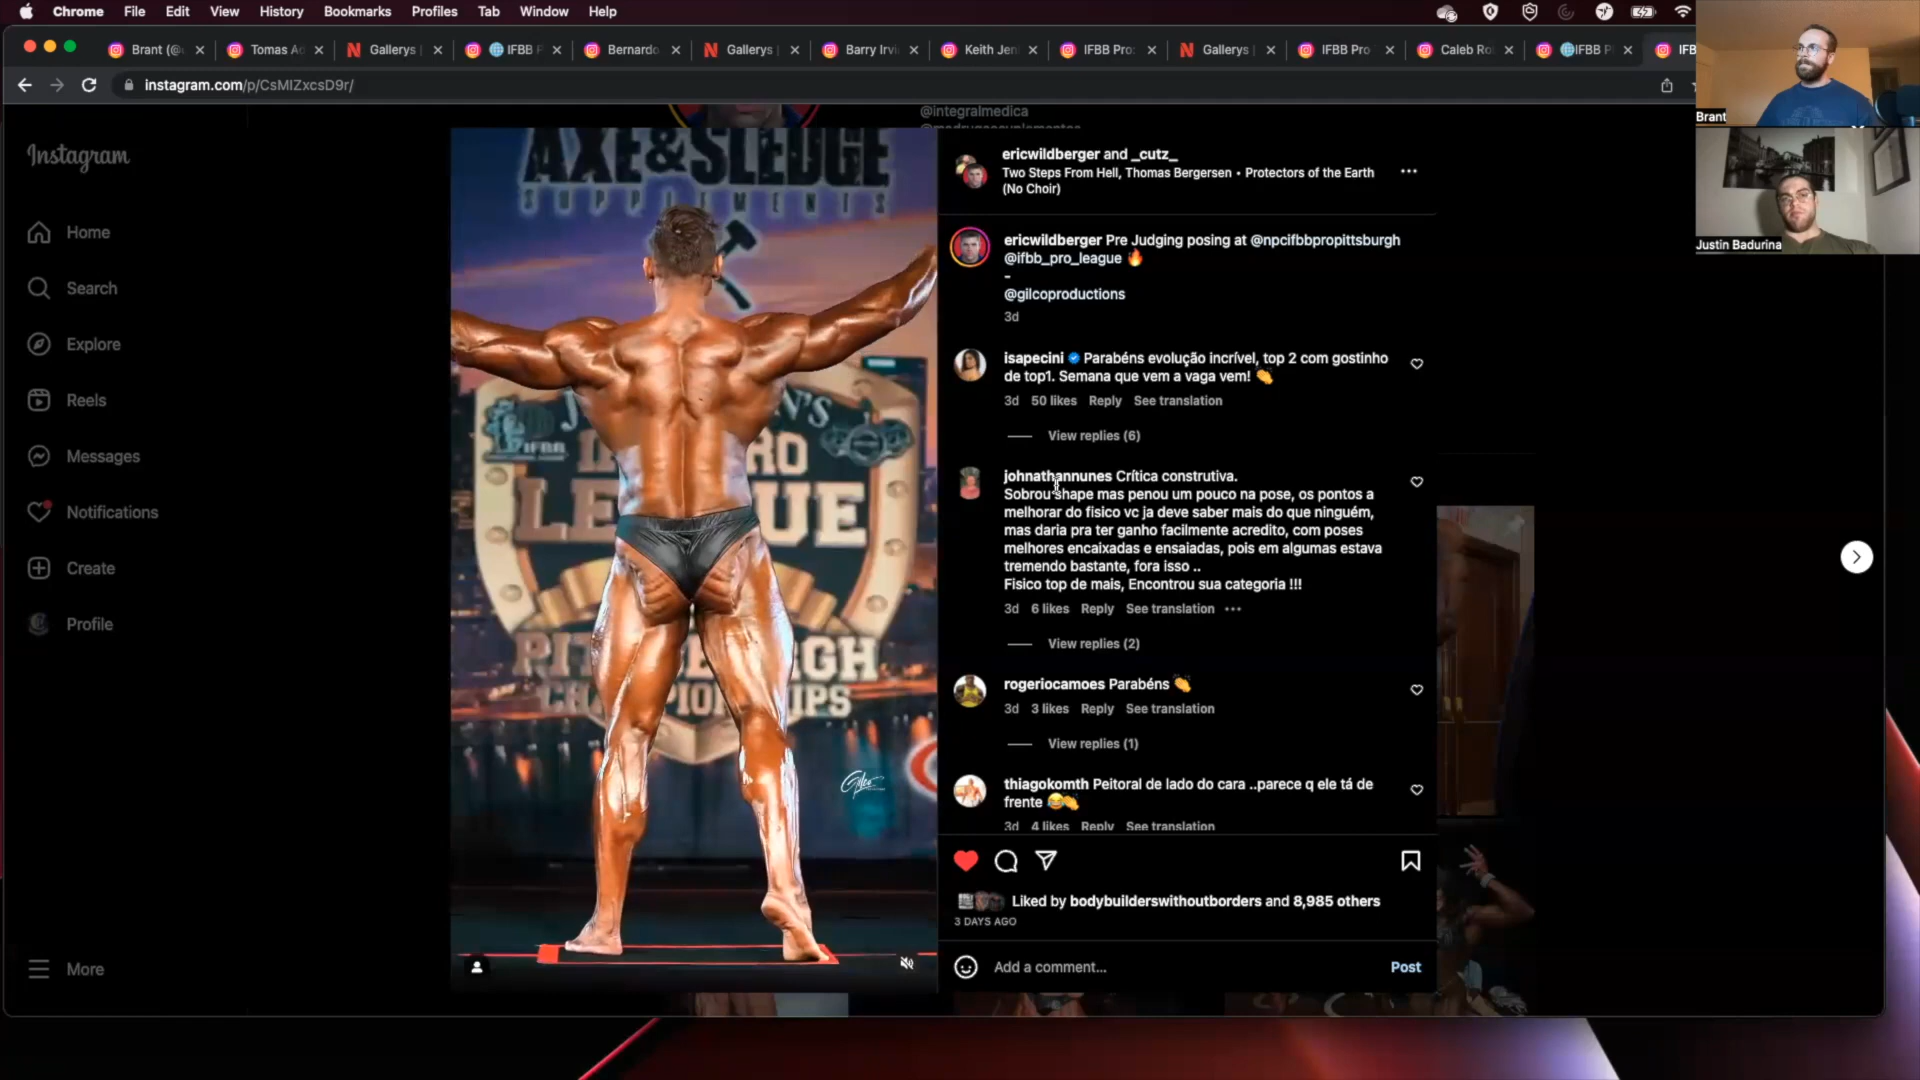 Chrome File Edit View History Bookmarks Profiles Tab Window Help
Brant (@ Tomas A Gallerys IFBB P Bernardo Gallerys Barry Irvi Keith Jen IFBB Pro Gallerys IFBB Pro Caleb Ro IFBB P IFB
instagram.com/p/CsMIZxcsD9r/
Brant
Justin Badurina
Instagram
Home
Search
Explore
Reels
Messages
Notifications
Create
Profile
More
AXE&SLEDGE
SUPPLEMENTS
IFBB
LEAGUE
CHAMPIONSHIPS
@integralmedica
ericwildberger and _cutz_
Two Steps From Hell, Thomas Bergersen • Protectors of the Earth
(No Choir)
ericwildberger Pre Judging posing at @npcifbbpropittsburgh
@ifbb_pro_league 🔥
-
@gilcoproductions
3d
isapecini Parabéns evolução incrível, top 2 com gostinho
de top1. Semana que vem a vaga vem! 👏
3d 50 likes Reply See translation
View replies (6)
johnathannunes Crítica construtiva.
Sobrou shape mas penou um pouco na pose, os pontos a
melhorar do fisico vc ja deve saber mais do que ninguém,
mas daria pra ter ganho facilmente acredito, com poses
melhores encaixadas e ensaiadas, pois em algumas estava
tremendo bastante, fora isso ..
Fisico top de mais, Encontrou sua categoria !!!
3d 6 likes Reply See translation
View replies (2)
rogeriocamoes Parabéns 👏
3d 3 likes Reply See translation
View replies (1)
thiagokomth Peitoral de lado do cara ..parece q ele tá de
frente 😂👏
3d 4 likes Reply See translation
Liked by bodybuilderswithoutborders and 8,985 others
3 DAYS AGO
Add a comment... Post